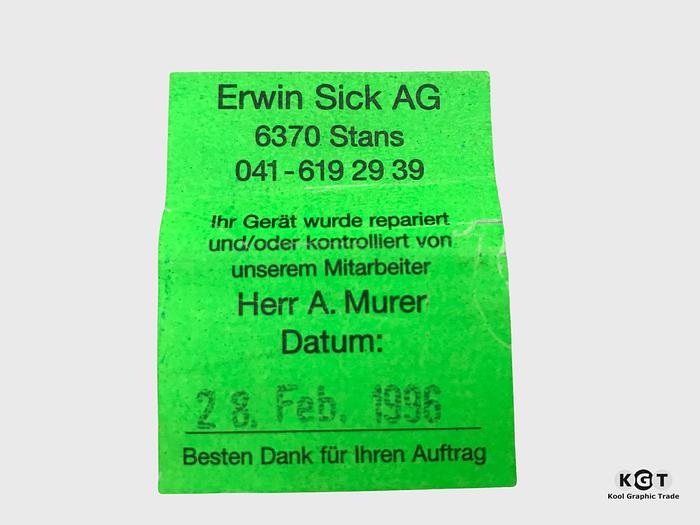 Erwin Sick AG
6370 Stans
041-619 29 39
Ihr Gerät wurde repariert
und/oder kontrolliert von
unserem Mitarbeiter
Herr A. Murer
Datum:
28. Feb. 1996
Besten Dank für Ihren Auftrag
KGT
Kool Graphic Trade